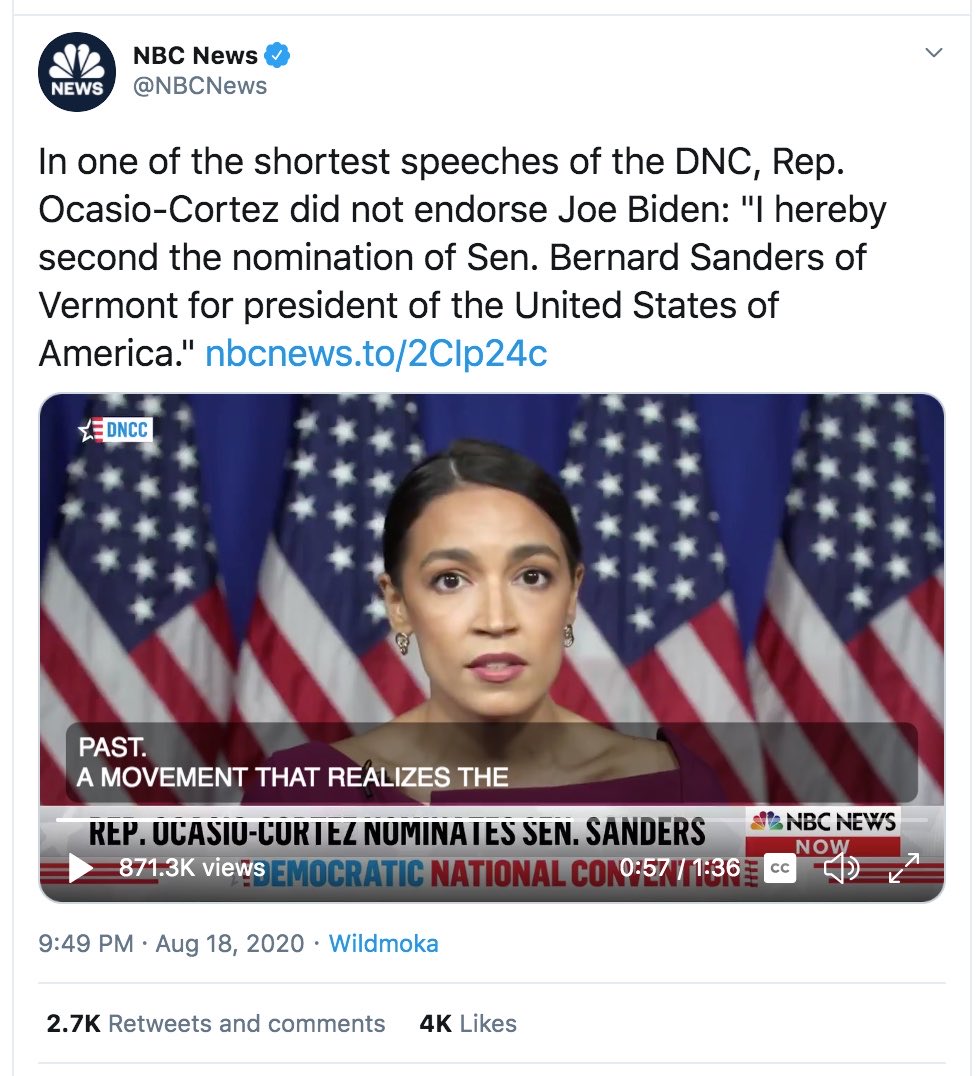 NBC News
NEWS
@NBCNews
In one of the shortest speeches of the DNC, Rep.
Ocasio-Cortez did not endorse Joe Biden: "I hereby
second the nomination of Sen. Bernard Sanders of
Vermont for president of the United States of
America." nbcnews.to/2Clp24c
DNCC
PAST.
A MOVEMENT THAT REALIZES THE
REP. OCASIO-CORTEZ NOMINATES SEN. SANDERS
NBC NEWS
NOW
871.3K views
DEMOCRATIC NATIONAL CONVENTION
0:57 / 1:36
CC
9:49 PM · Aug 18, 2020 · Wildmoka
2.7K Retweets and comments 4K Likes